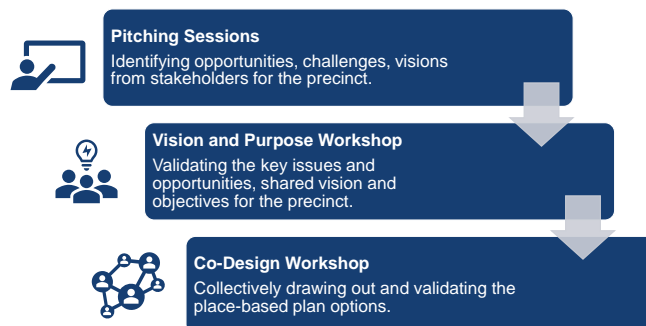 Pitching Sessions
Identifying opportunities, challenges, visions
from stakeholders for the precinct.
Vision and Purpose Workshop
Validating the key issues and
opportunities, shared vision and
objectives for the precinct.
Co-Design Workshop
Collectively drawing out and validating the
place-based plan options.